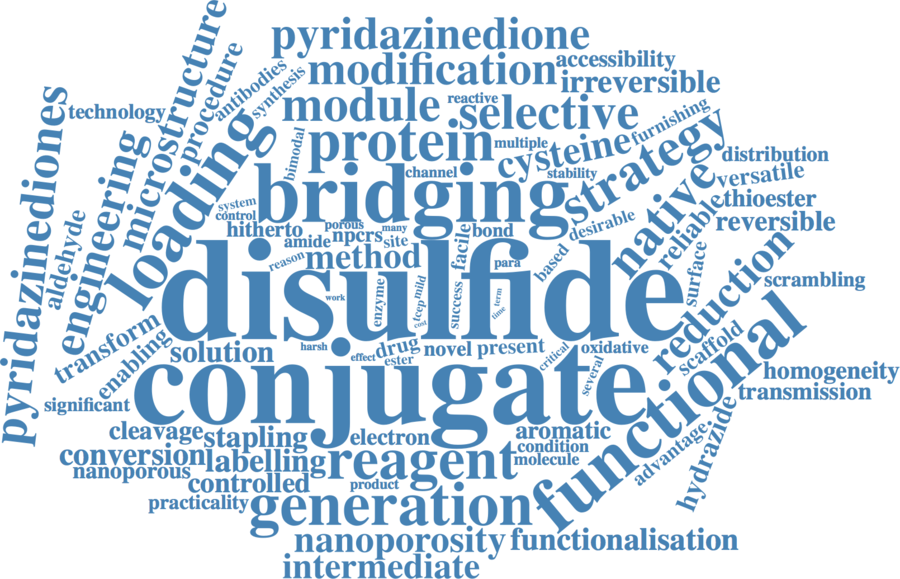 pyridazinedione
modification
accessibility
irreversible
module
reactive
selective
furnishing
technology
microstructure
procedure
antibodies
synthesis
pyridazinediones
aldehyde
engineering
loading
bimodal
protein
multiple
cysteine
strategy
distribution
channel
stability
versatile
bridging
native
thioester
system
control
hitherto
porous
many
desirable
reliable
reversible
amide
npcrs
site
facile
bond
reason
method
para
based
surface
disulfide
reduction
scrambling
work
enzyme
tcep
mild
cost
success
term
time
transform
enabling
solution
harsh
effect
drug
ester
novel
present
critical
oxidative
several
scaffold
conjugate
functional
homogeneity
transmission
significant
cleavage
stapling
electron
aromatic
condition
molecule
advantage
hydrazide
conversion
labelling
reagent
nanoporous
controlled
product
practicality
generation
nanoporosity
functionalisation
intermediate